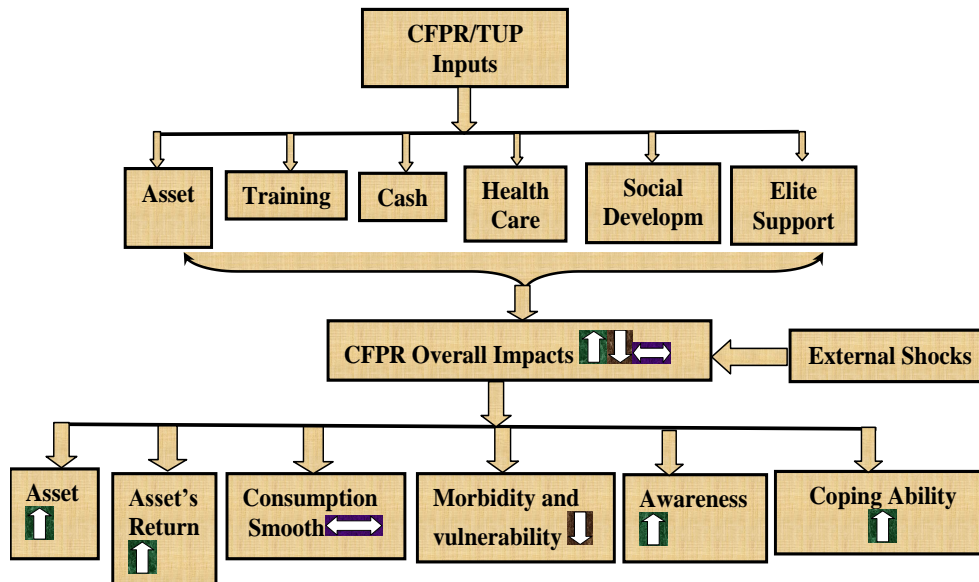 CFPR/TUP
Inputs
Asset
Training
Cash
Health
Care
Social
Developm
Elite
Support
CFPR Overall Impacts
External Shocks
Asset
Asset’s
Return
Consumption
Smooth
Morbidity and
vulnerability
Awareness
Coping Ability